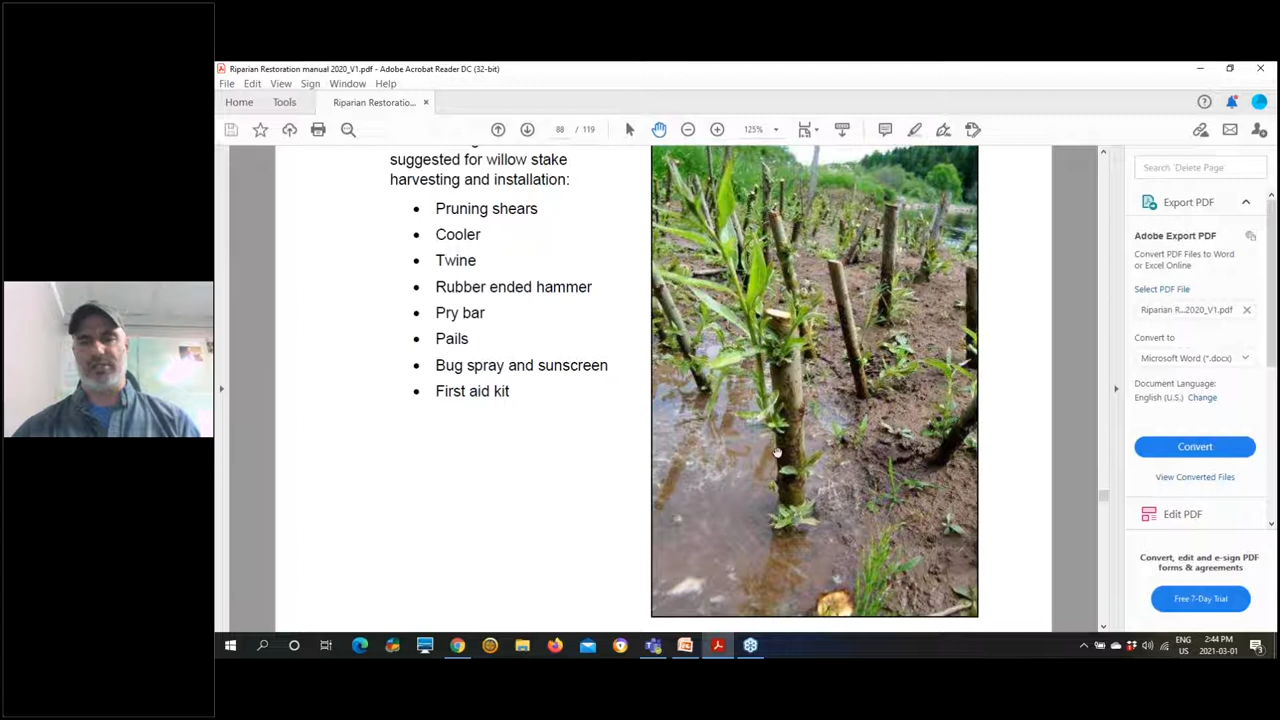 Riparian Restoration manual 2020_V1.pdf - Adobe Acrobat Reader DC (32-bit)
File Edit View Sign Window Help
Home Tools Riparian Restoratio... ×
88 / 119 125%
suggested for willow stake
harvesting and installation:
• Pruning shears
• Cooler
• Twine
• Rubber ended hammer
• Pry bar
• Pails
• Bug spray and sunscreen
• First aid kit
Search 'Delete Page'
Export PDF
Adobe Export PDF
Convert PDF Files to Word
or Excel Online
Select PDF File
Riparian R...2020_V1.pdf ×
Convert to
Microsoft Word (*.docx)
Document Language:
English (U.S.) Change
Convert
View Converted Files
Edit PDF
Convert, edit and e-sign PDF
forms & agreements
Free 7-Day Trial
ENG
US
2:44 PM
2021-03-01
3